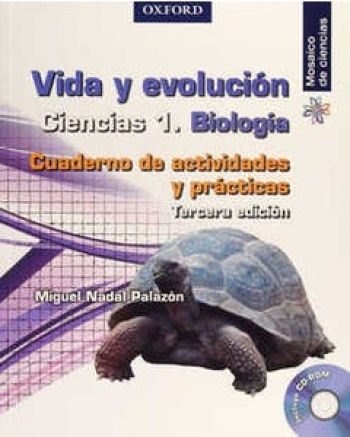 OXFORD
Mosaico
de ciencias
Vida y evolución
Ciencias 1. Biología
Cuaderno de actividades
y prácticas
Tercera edición
Miguel Nadal Palazón
Incluye CD-ROM